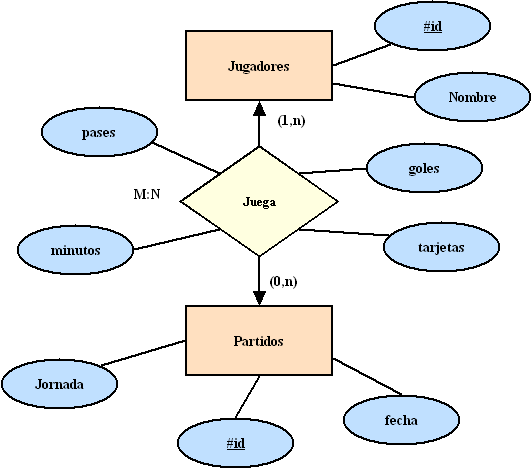 #id
Jugadores
Nombre
(1,n)
pases
goles
M:N
Juega
minutos
tarjetas
(0,n)
Partidos
Jornada
fecha
#id